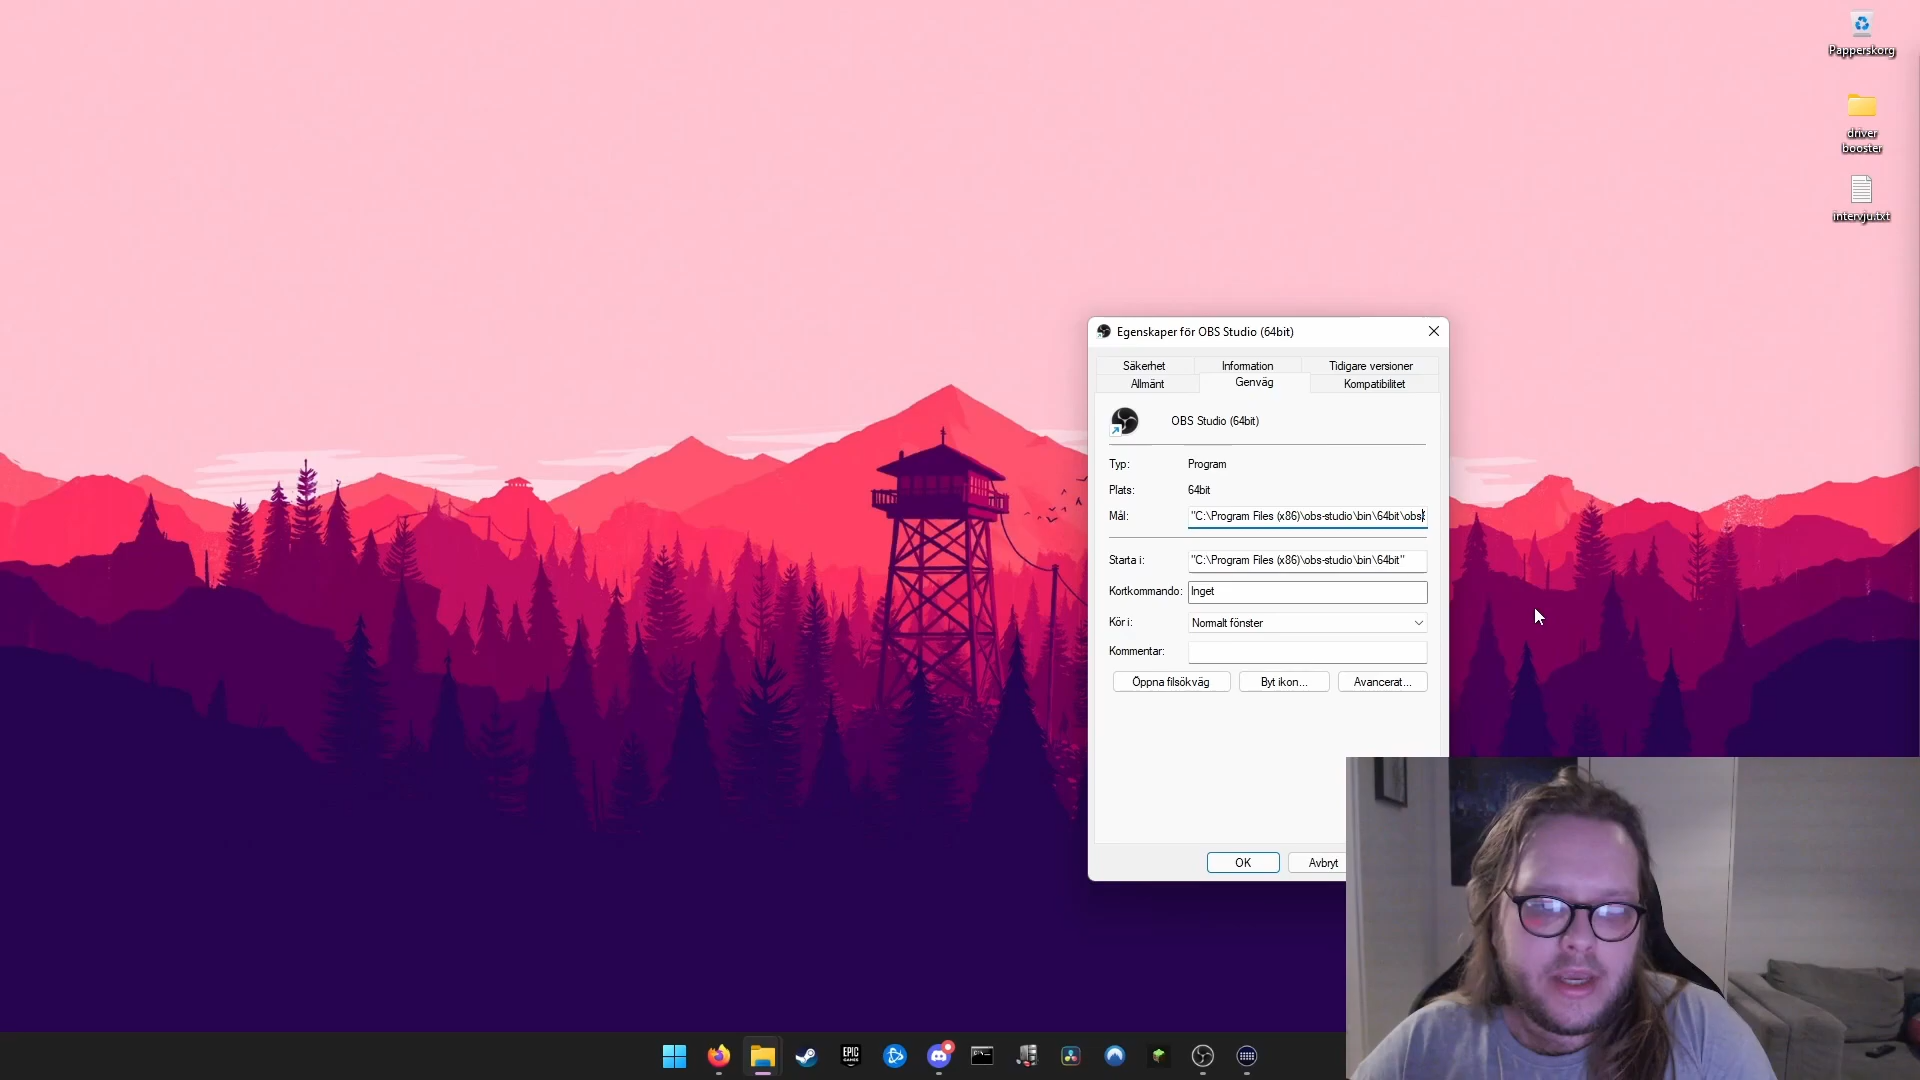 Papperskorg
driver
booster
intervju.txt
Egenskaper för OBS Studio (64bit)
Säkerhet Information Tidigare versioner
Allmänt Genväg Kompatibilitet
OBS Studio (64bit)
Typ: Program
Plats: 64bit
Mål: "C:\Program Files (x86)\obs-studio\bin\64bit\obs
Starta i: "C:\Program Files (x86)\obs-studio\bin\64bit"
Kortkommando: Inget
Kör i: Normalt fönster
Kommentar:
Öppna filsökväg Byt ikon... Avancerat...
OK Avbryt
EPIC
GAMES